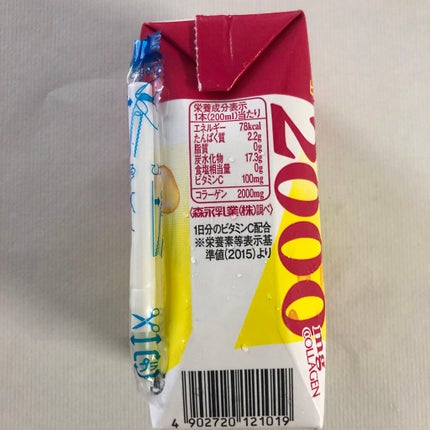 栄養成分表示
1本(200ml)当たり
エネルギー 78kcal
たんぱく質 2.2g
脂質 0g
炭水化物 17.3g
食塩相当量 0g
ビタミンC 100mg
コラーゲン 2000mg
(森永乳業(株)調べ)
1日分のビタミンC配合
※栄養素等表示基
準値(2015)より
2000
mg
COLLAGEN
4 902720 121019